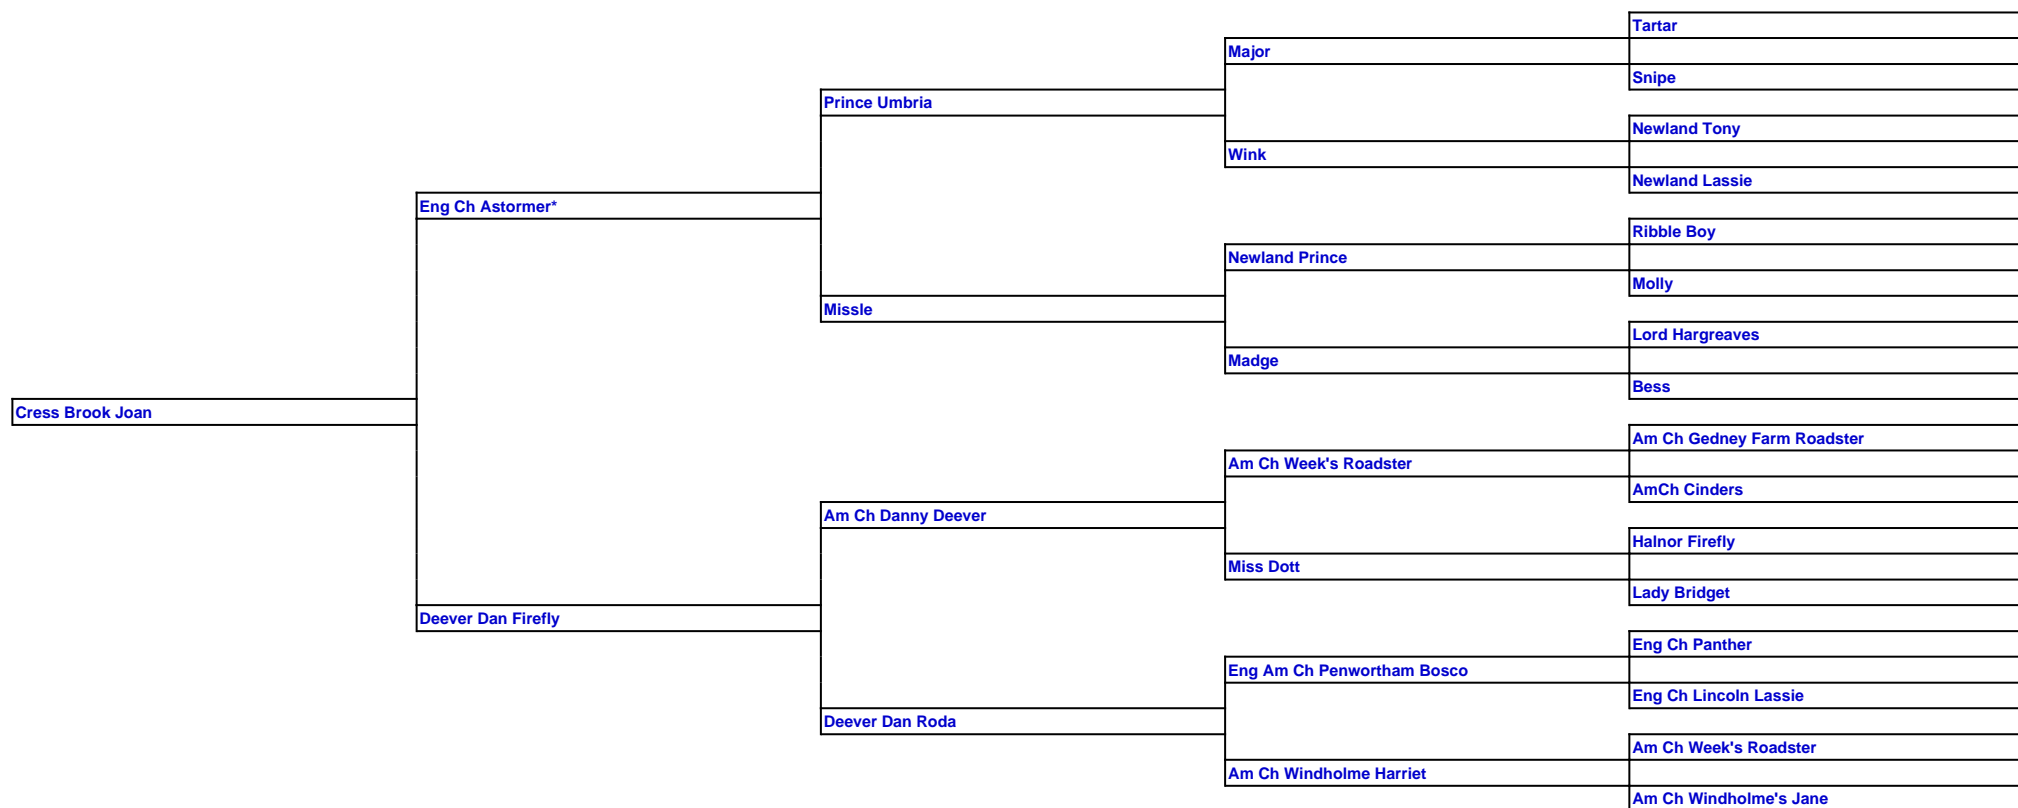 Tartar
Major
Snipe
Prince Umbria
Newland Tony
Wink
Newland Lassie
Eng Ch Astormer*
Ribble Boy
Newland Prince
Molly
Missle
Lord Hargreaves
Madge
Bess
Cress Brook Joan
Am Ch Gedney Farm Roadster
Am Ch Week's Roadster
AmCh Cinders
Am Ch Danny Deever
Halnor Firefly
Miss Dott
Lady Bridget
Deever Dan Firefly
Eng Ch Panther
Eng Am Ch Penwortham Bosco
Eng Ch Lincoln Lassie
Deever Dan Roda
Am Ch Week's Roadster
Am Ch Windholme Harriet
Am Ch Windholme's Jane